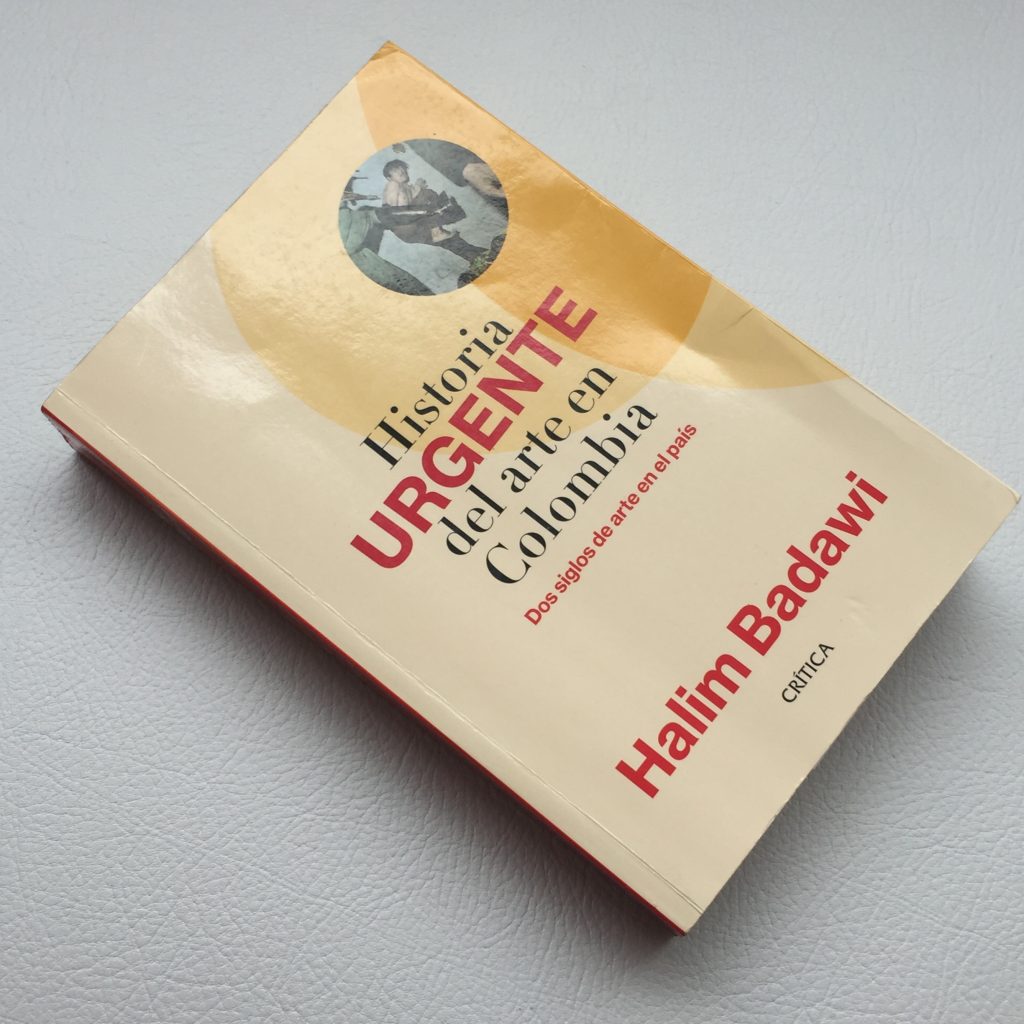 Historia
URGENTE
del arte en
Colombia
Dos siglos de arte en el país
Halim Badawi
CRÍTICA